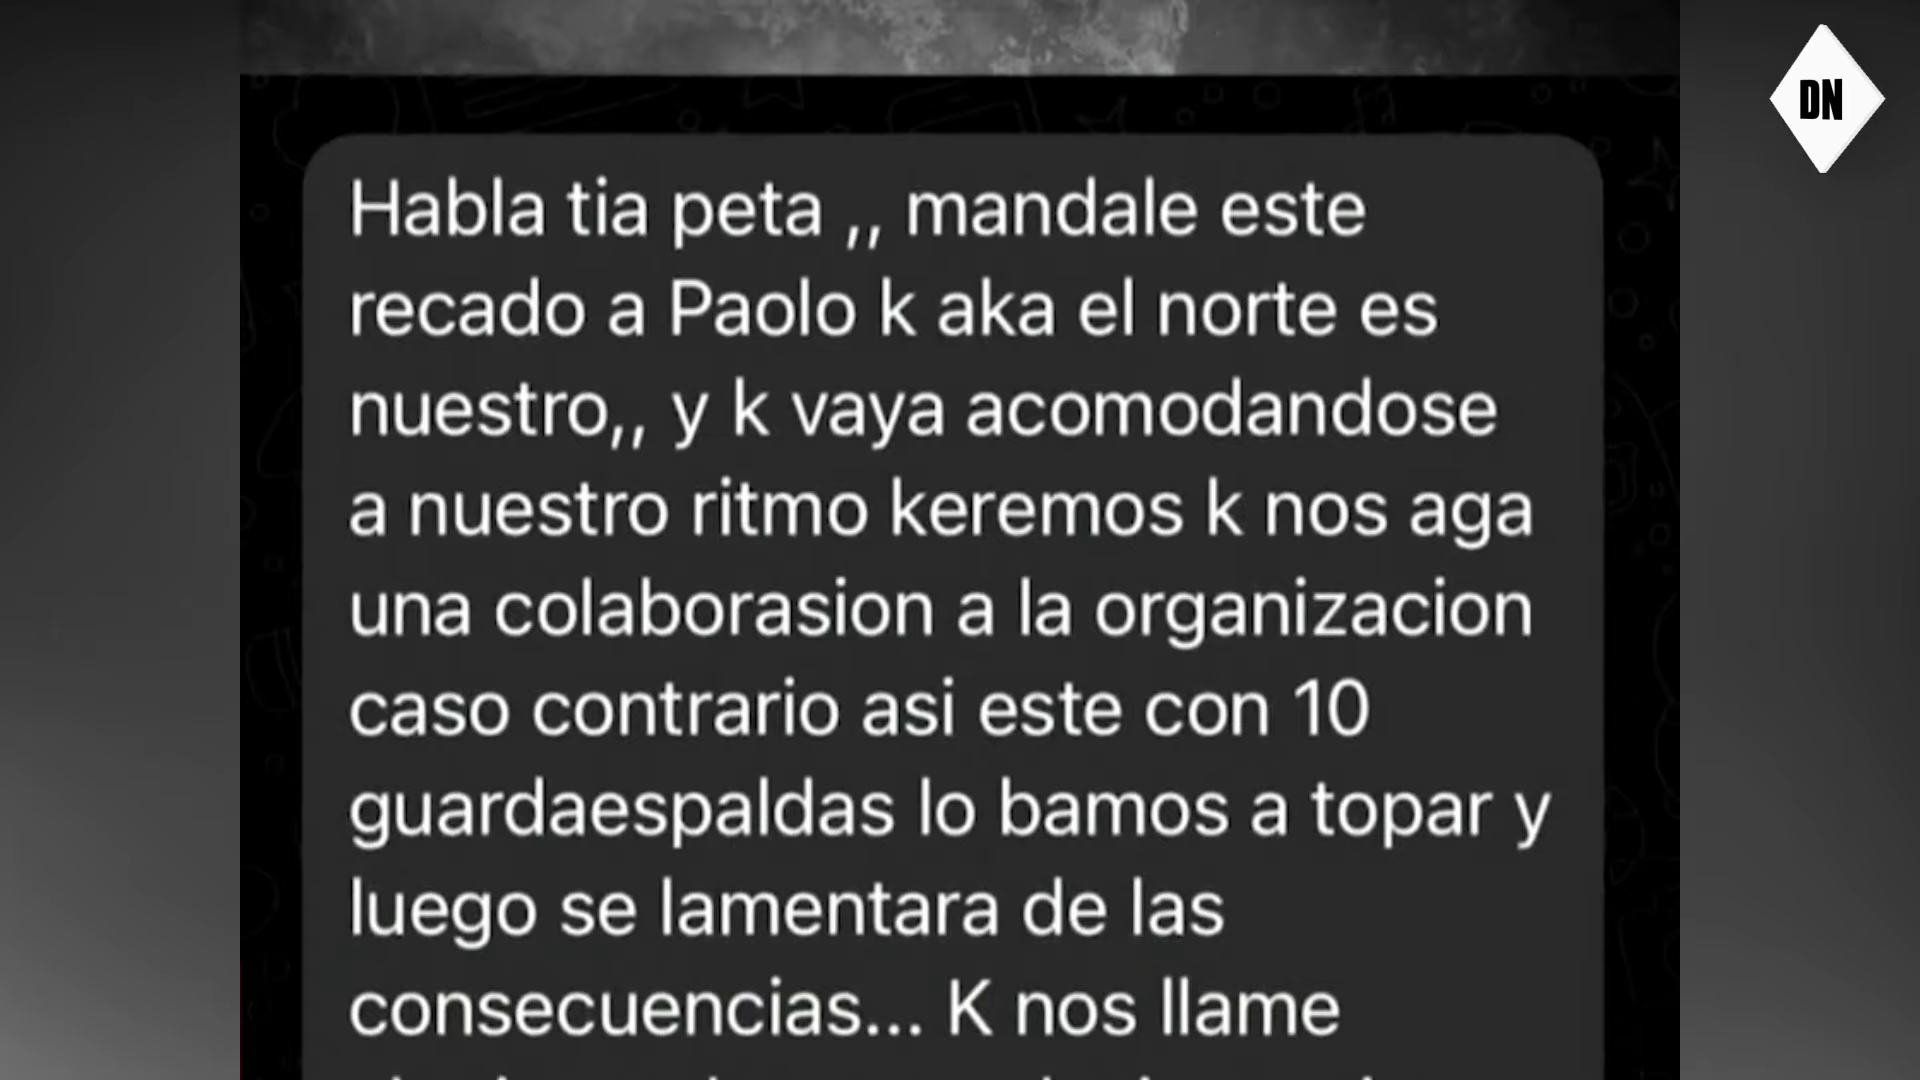 DN
Habla tia peta ,, mandale este
recado a Paolo k aka el norte es
nuestro,, y k vaya acomodandose
a nuestro ritmo keremos k nos aga
una colaborasion a la organizacion
caso contrario asi este con 10
guardaespaldas lo bamos a topar y
luego se lamentara de las
consecuencias... K nos llame